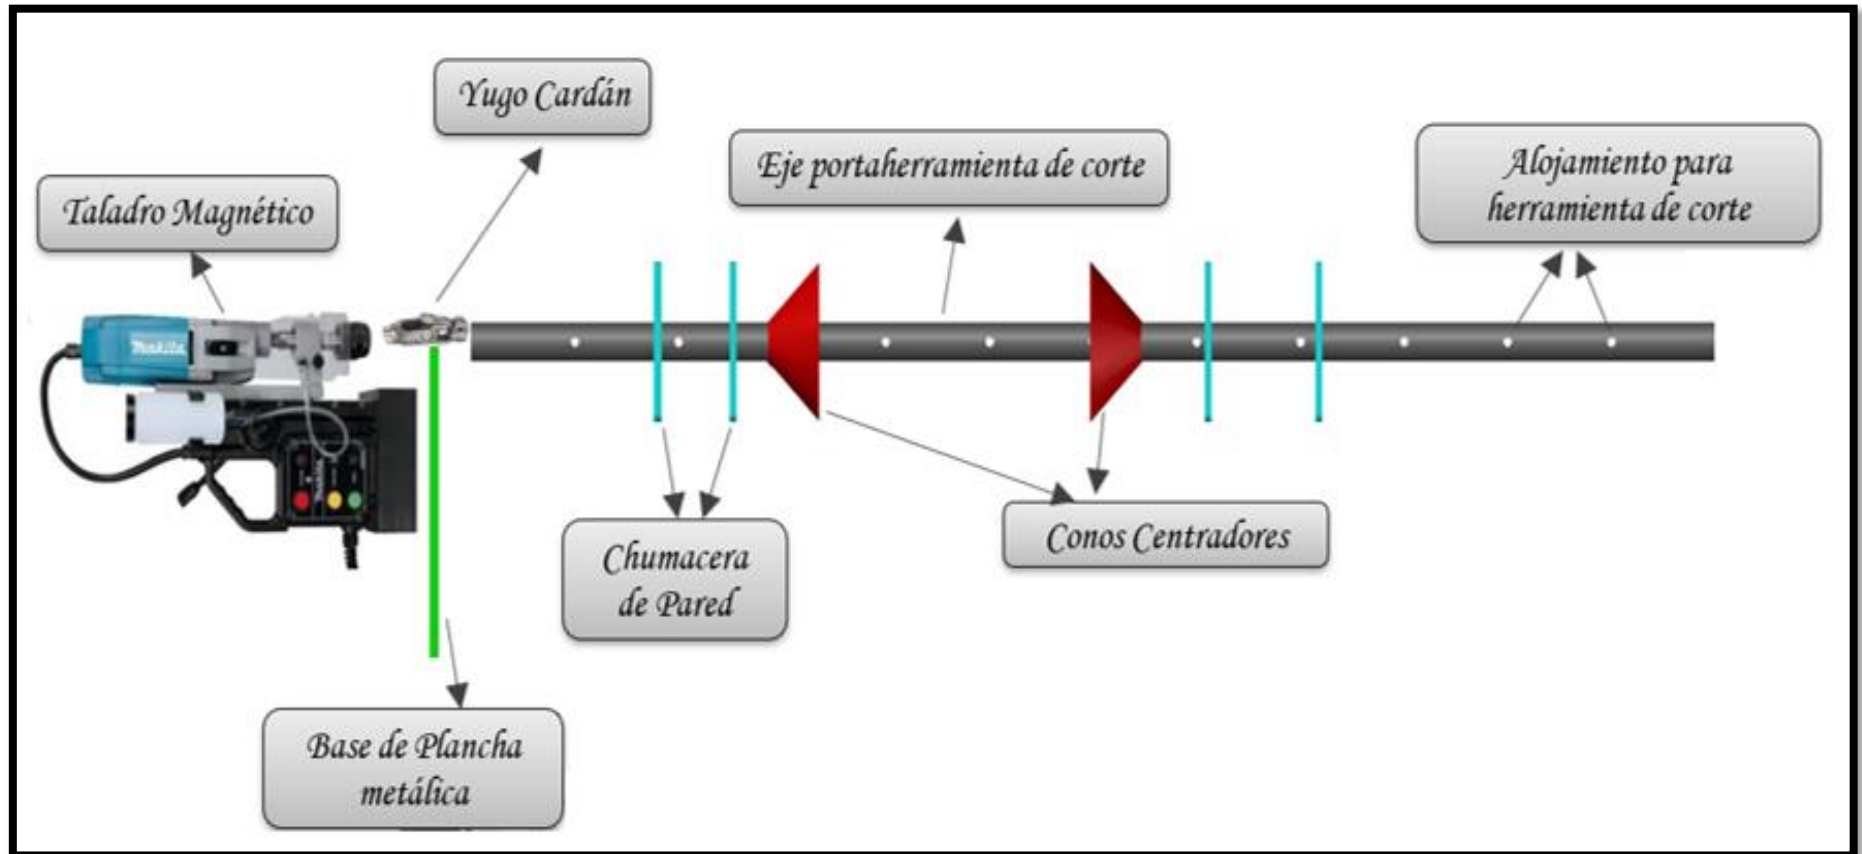 Yugo Cardán
Eje portaherramienta de corte
Alojamiento para
herramienta de corte
Taladro Magnético
makita
Chumacera
de Pared
Conos Centradores
Base de Plancha
metálica